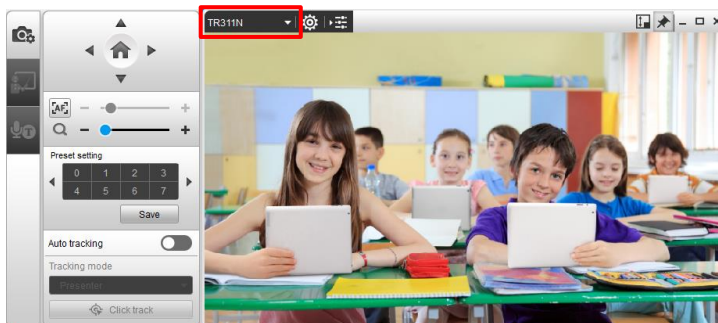 TR311N
AF
Preset setting
0 1 2 3
4 5 6 7
Save
Auto tracking
Tracking mode
Presenter
Click track